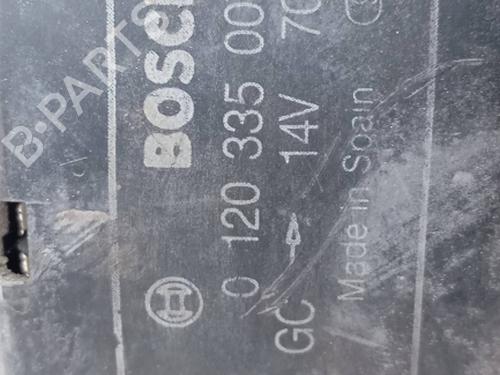 BOSCH
0 120 335 00
GC 14V 70
Made in Spain
B-PARTS